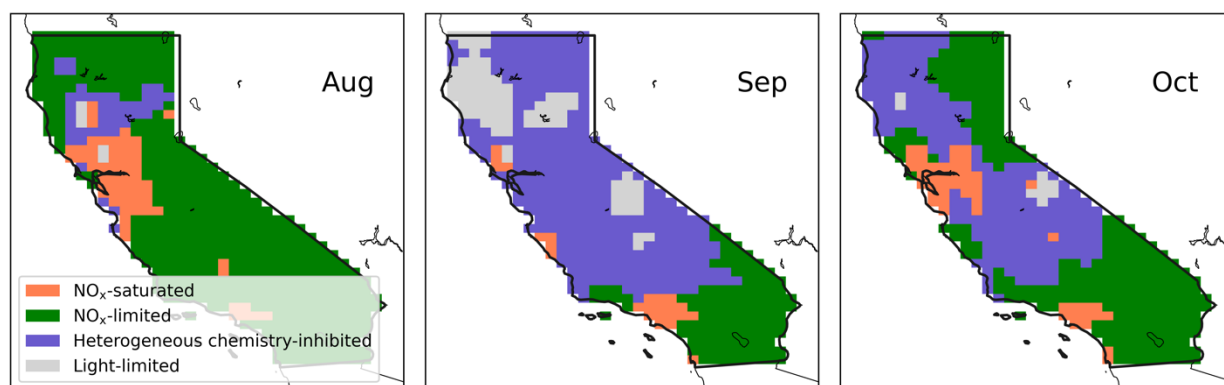 Aug
Sep
Oct
NOₓ-saturated
NOₓ-limited
Heterogeneous chemistry-inhibited
Light-limited